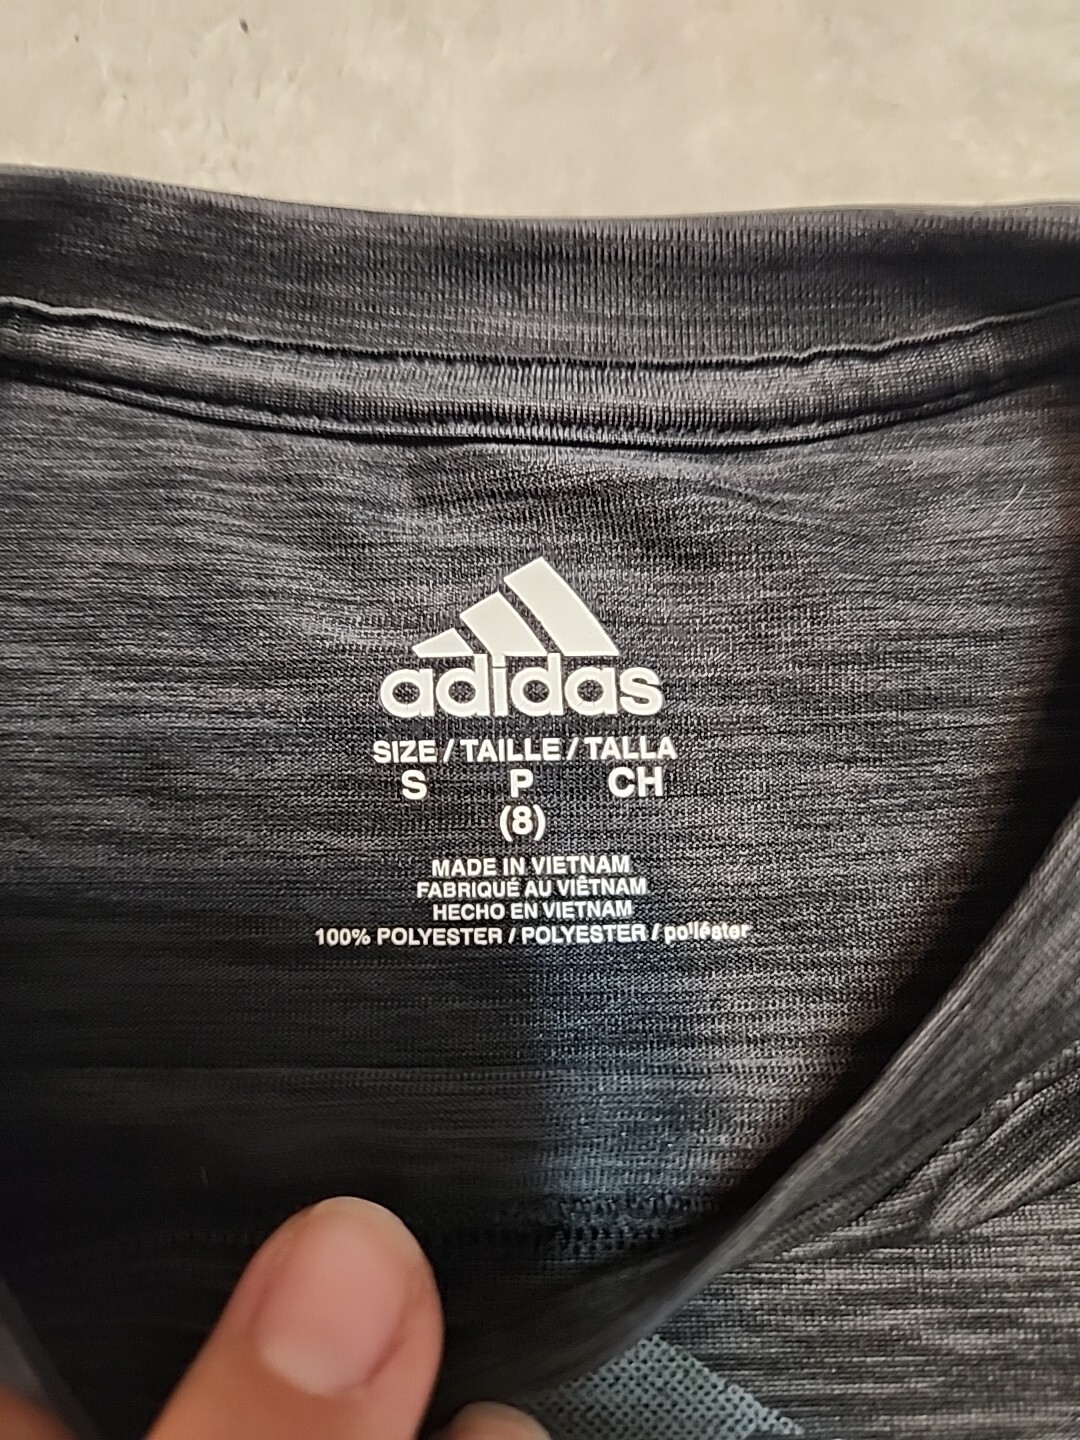 adidas
SIZE / TAILLE / TALLA
S P CH
(8)
MADE IN VIETNAM
FABRIQUÉ AU VIÊTNAM
HECHO EN VIETNAM
100% POLYESTER / POLYESTER / poliéster